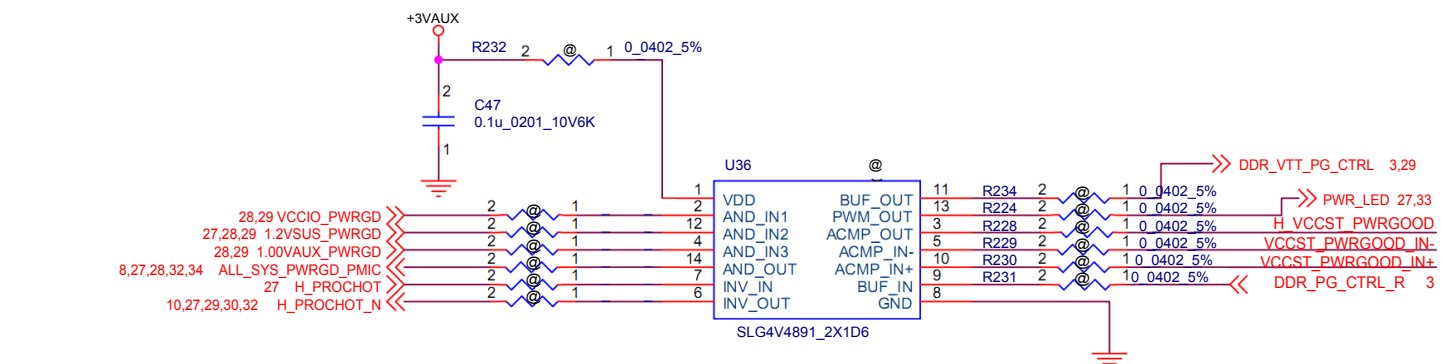 +3VAUX
R232 2 @ 1 0_0402_5%
2
C47
0.1u_0201_10V6K
1
U36 @
DDR_VTT_PG_CTRL 3,29
1 VDD BUF_OUT 11 R234 2 @ 1 0_0402_5%
PWR_LED 27,33
28,29 VCCIO_PWRGD 2 @ 1 2 AND_IN1 PWM_OUT 13 R224 2 @ 1 0_0402_5%
27,28,29 1.2VSUS_PWRGD 2 @ 1 12 AND_IN2 ACMP_OUT 3 R228 2 @ 1 0_0402_5% H_VCCST_PWRGOOD
28,29 1.00VAUX_PWRGD 2 @ 1 4 AND_IN3 ACMP_IN- 5 R229 2 @ 1 0_0402_5% VCCST_PWRGOOD_IN-
8,27,28,32,34 ALL_SYS_PWRGD_PMIC 2 @ 1 14 AND_OUT ACMP_IN+ 10 R230 2 @ 1 0_0402_5% VCCST_PWRGOOD_IN+
27 H_PROCHOT 2 @ 1 7 INV_IN BUF_IN 9 R231 2 @ 1 0_0402_5% DDR_PG_CTRL_R 3
10,27,29,30,32 H_PROCHOT_N 2 @ 1 6 INV_OUT GND 8
SLG4V4891_2X1D6